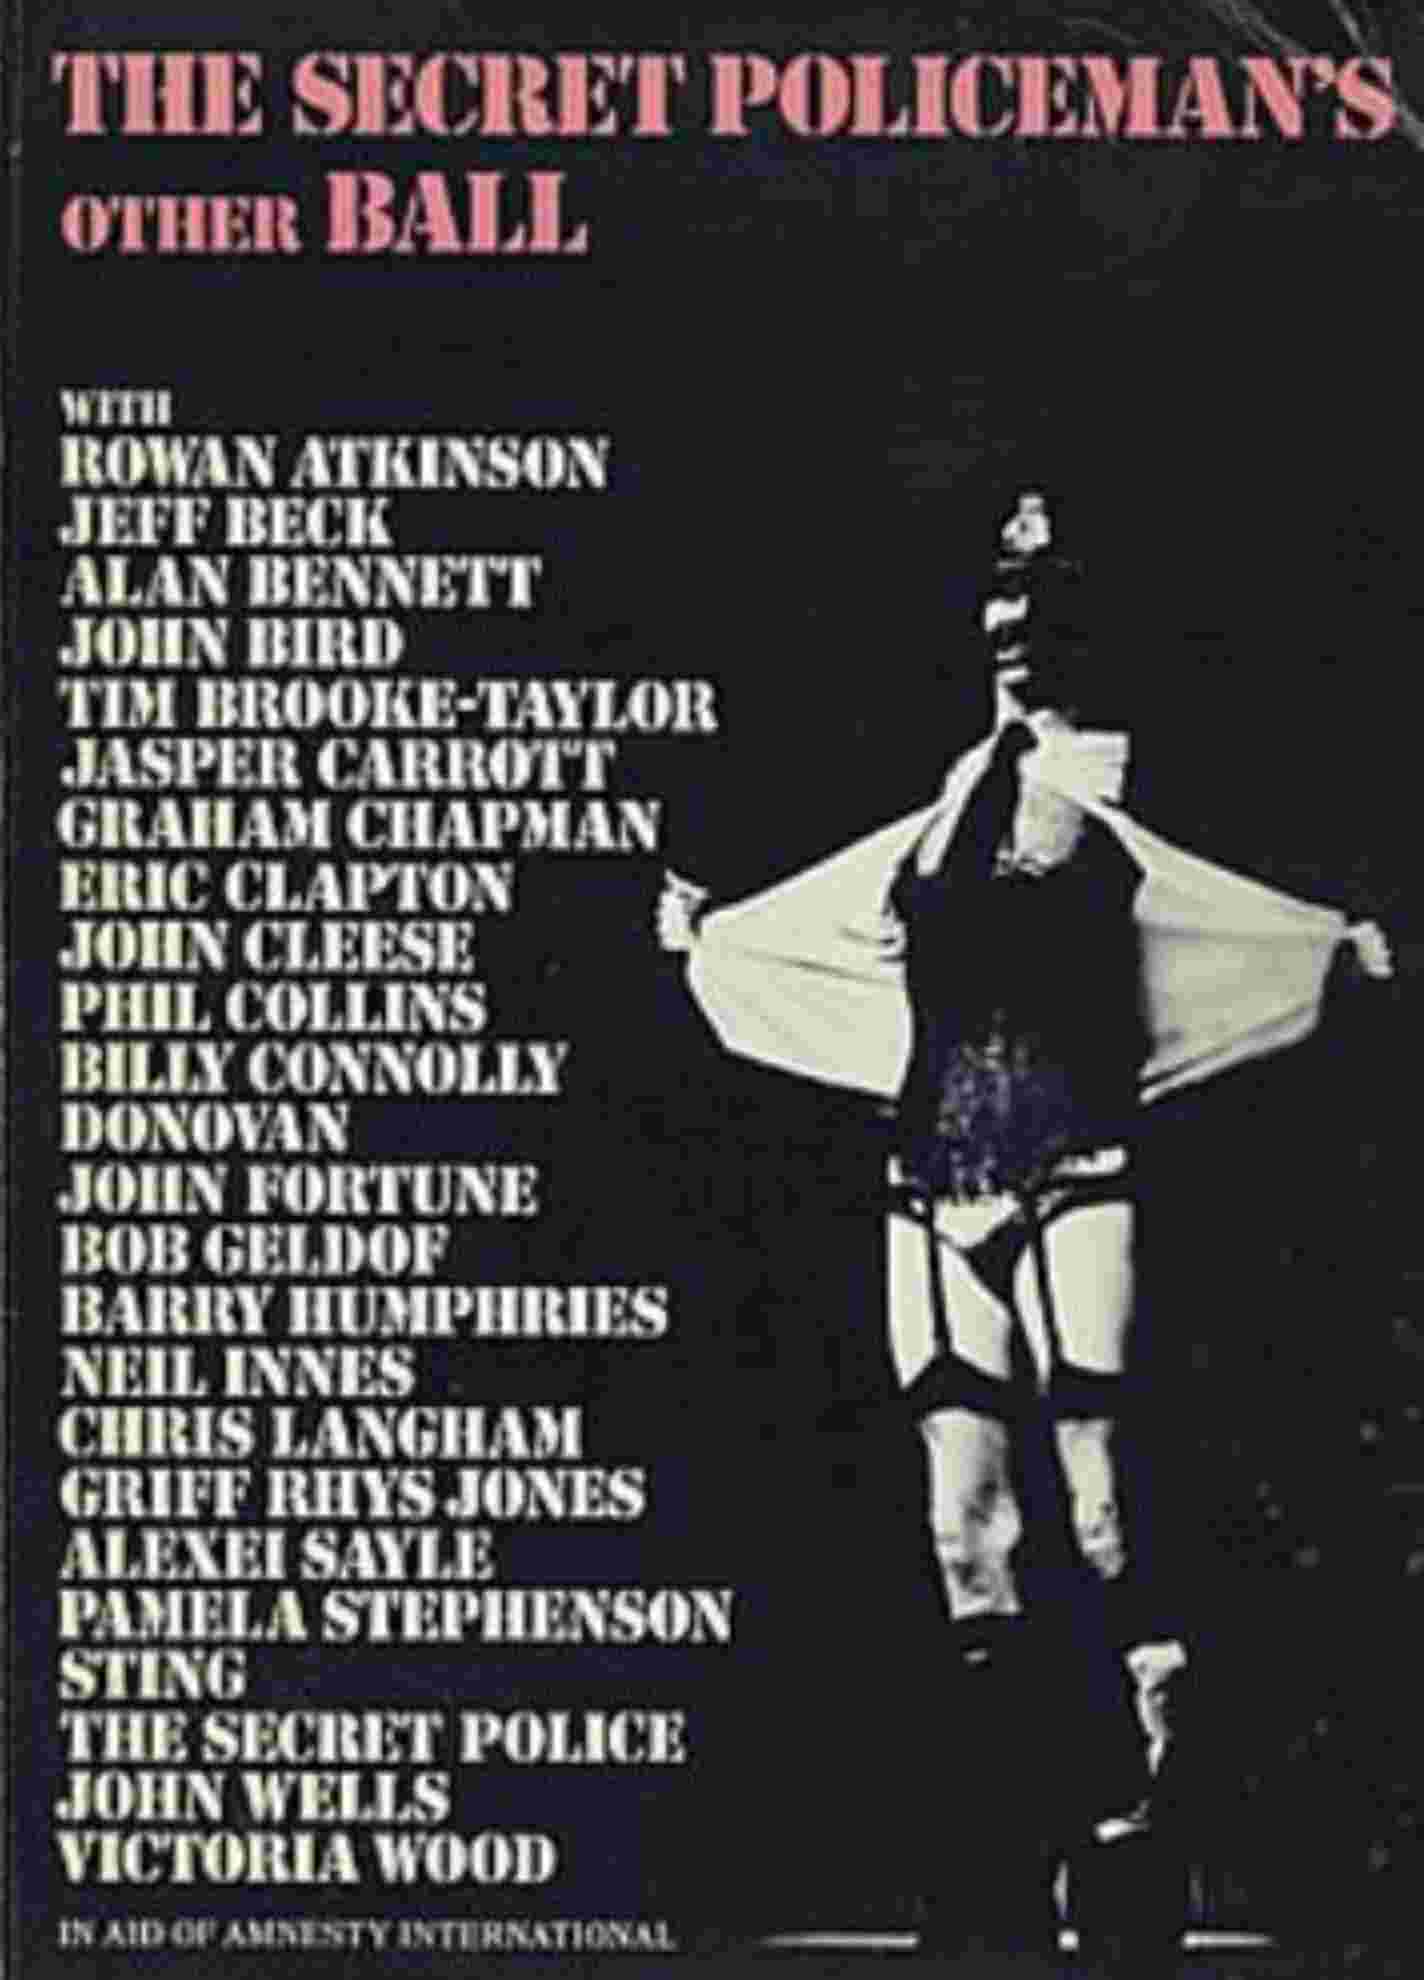 THE SECRET POLICEMAN'S
OTHER BALL
WITH
ROWAN ATKINSON
JEFF BECK
ALAN BENNETT
JOHN BIRD
TIM BROOKE-TAYLOR
JASPER CARROTT
GRAHAM CHAPMAN
ERIC CLAPTON
JOHN CLEESE
PHIL COLLINS
BILLY CONNOLLY
DONOVAN
JOHN FORTUNE
BOB GELDOF
BARRY HUMPHRIES
NEIL INNES
CHRIS LANGHAM
GRIFF RHYS JONES
ALEXEI SAYLE
PAMELA STEPHENSON
STING
THE SECRET POLICE
JOHN WELLS
VICTORIA WOOD
IN AID OF AMNESTY INTERNATIONAL